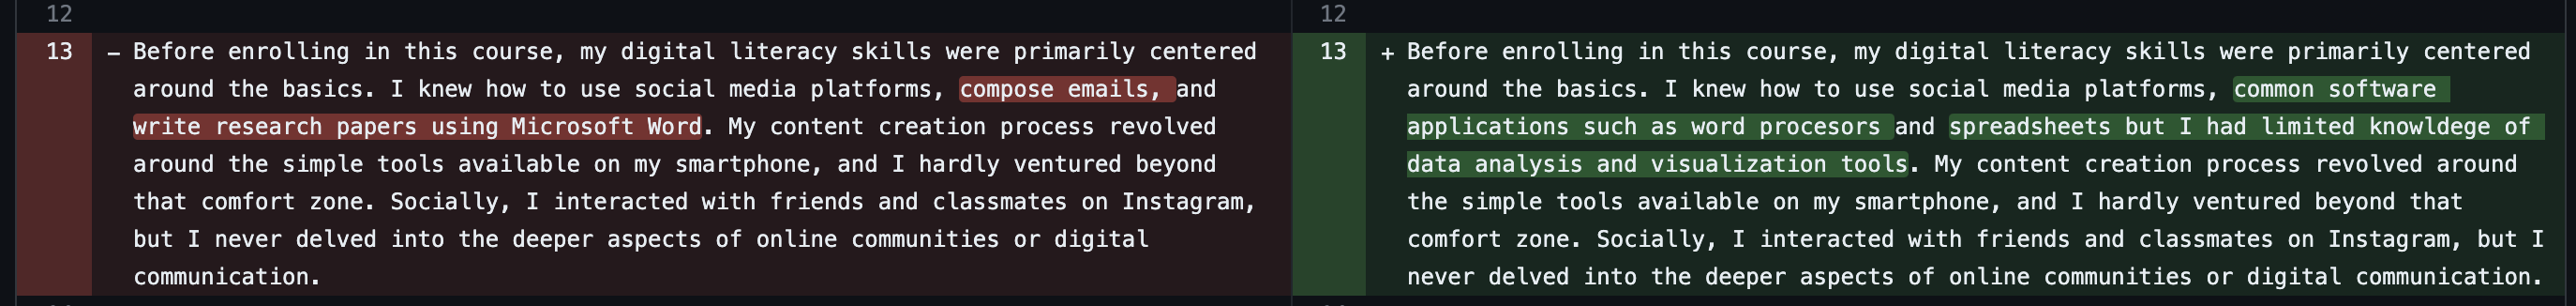 12
13 – Before enrolling in this course, my digital literacy skills were primarily centered
around the basics. I knew how to use social media platforms, compose emails, and
write research papers using Microsoft Word. My content creation process revolved
around the simple tools available on my smartphone, and I hardly ventured beyond
that comfort zone. Socially, I interacted with friends and classmates on Instagram,
but I never delved into the deeper aspects of online communities or digital
communication.
12
13 + Before enrolling in this course, my digital literacy skills were primarily centered
around the basics. I knew how to use social media platforms, common software
applications such as word procesors and spreadsheets but I had limited knowldege of
data analysis and visualization tools. My content creation process revolved around
the simple tools available on my smartphone, and I hardly ventured beyond that
comfort zone. Socially, I interacted with friends and classmates on Instagram, but I
never delved into the deeper aspects of online communities or digital communication.